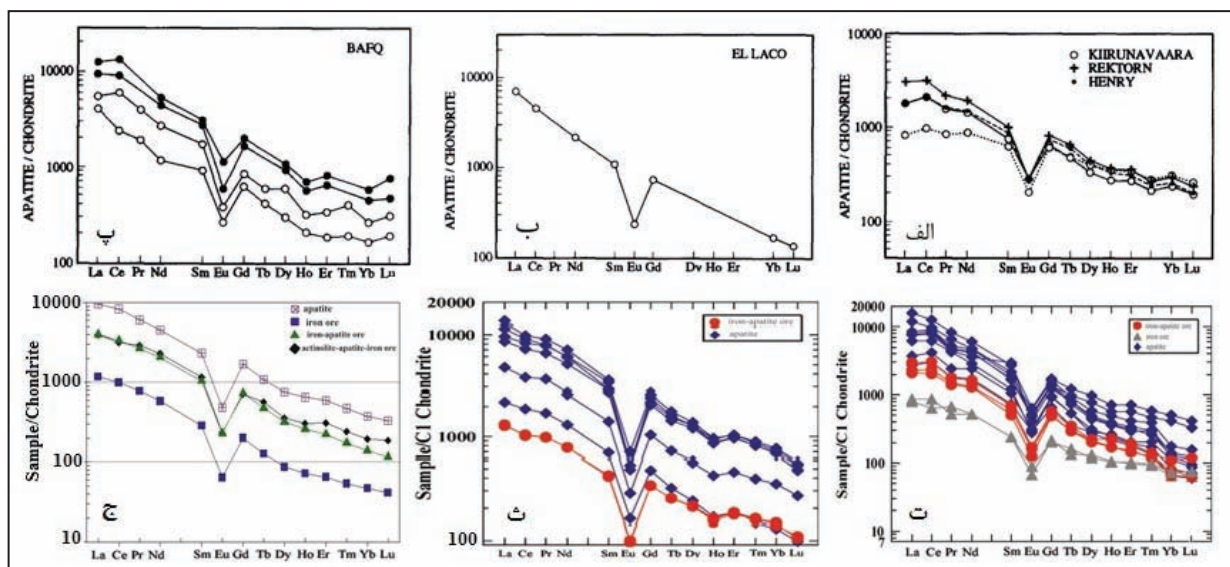 BAFQ
10000
1000
100
APATITE / CHONDRITE
پ
La Ce Pr Nd Sm Eu Gd Tb Dy Ho Er Tm Yb Lu
EL LACO
10000
1000
100
APATITE / CHONDRITE
ب
La Ce Pr Nd Sm Eu Gd Dy Ho Er Yb Lu
KIIRUNAVAARA
REKTORN
HENRY
10000
1000
100
APATITE / CHONDRITE
الف
La Ce Pr Nd Sm Eu Gd Tb Dy Ho Er Yb Lu
10000
1000
100
10
Sample/Chondrite
apatite
iron ore
iron-apatite ore
actinolite-apatite-iron ore
ج
La Ce Pr Nd Sm Eu Gd Tb Dy Ho Er Tm Yb Lu
20000
10000
1000
100
Sample/C1 Chondrite
iron-apatite ore
apatite
ث
La Ce Pr Nd Sm Eu Gd Tb Dy Ho Er Tm Yb Lu
20000
10000
1000
100
10
7
Sample/C1 Chondrite
iron-apatite ore
iron ore
apatite
ت
La Ce Pr Nd Sm Eu Gd Tb Dy Ho Er Tm Yb Lu